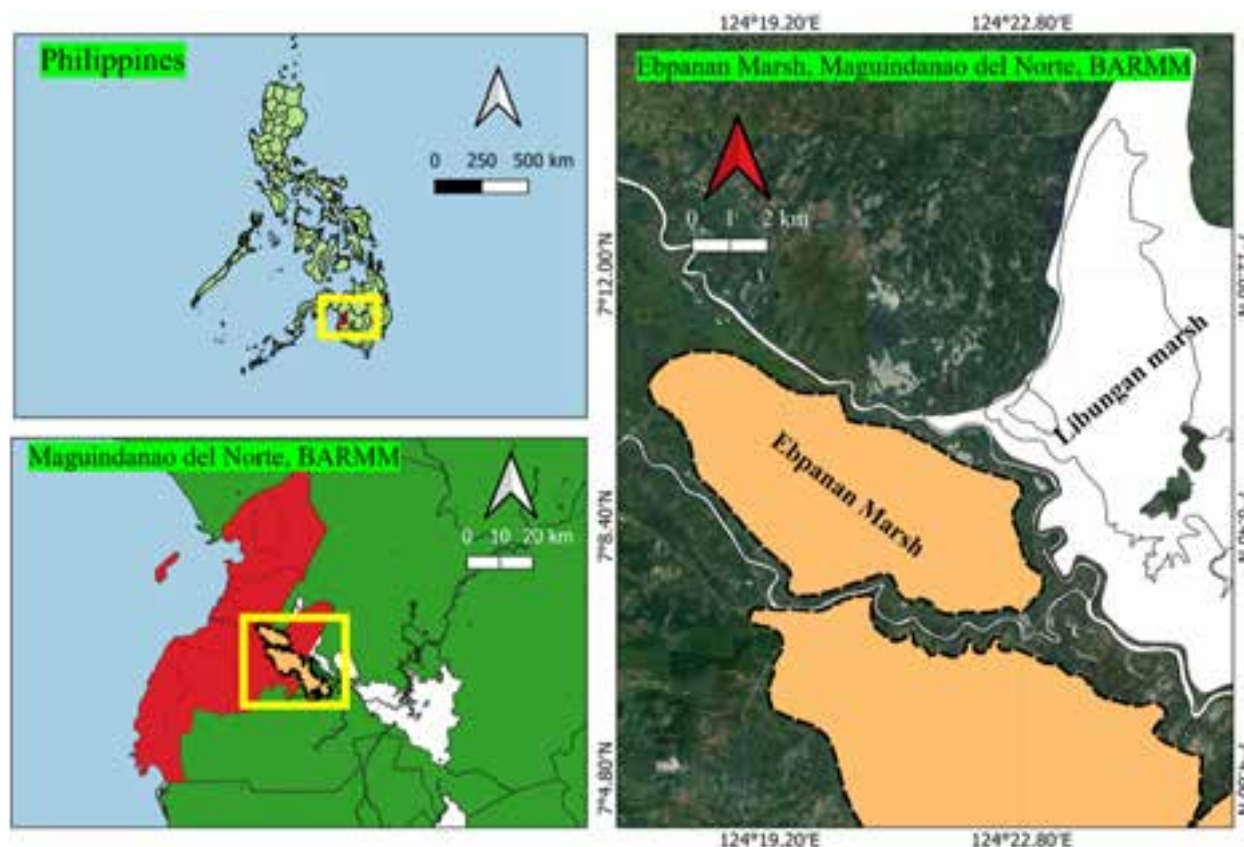 Philippines
0 250 500 km
Maguindanao del Norte, BARMM
0 10 20 km
124°19.20'E 124°22.80'E
Ebpanan Marsh, Maguindanao del Norte, BARMM
0 1 2 km
Libungan marsh
Ebpanan Marsh
7°12.00'N
7°8.40'N
7°4.80'N
124°19.20'E 124°22.80'E